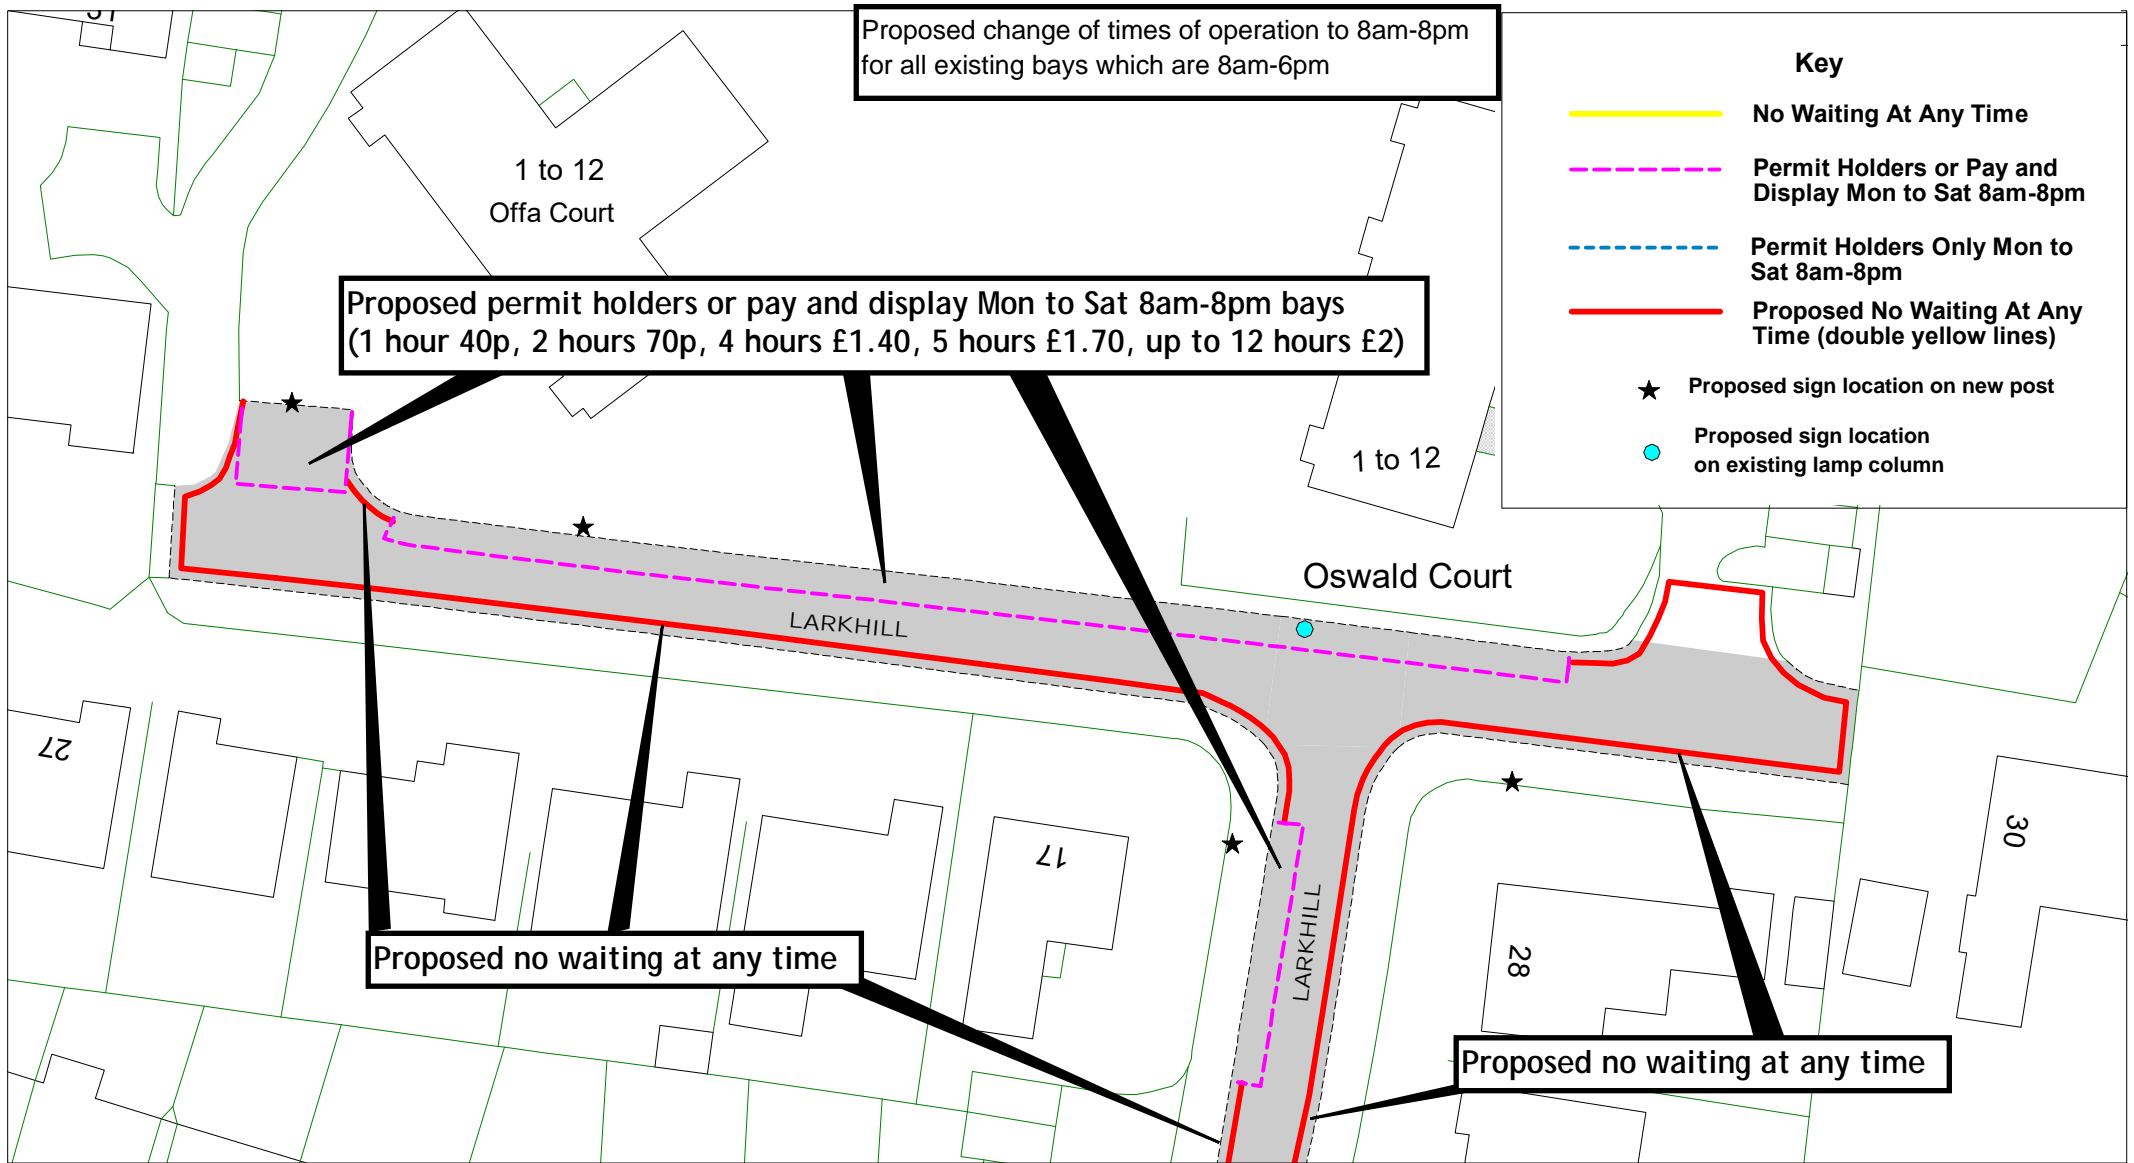 Proposed change of times of operation to 8am-8pm
for all existing bays which are 8am-6pm
Key
No Waiting At Any Time
Permit Holders or Pay and
Display Mon to Sat 8am-8pm
Permit Holders Only Mon to
Sat 8am-8pm
Proposed No Waiting At Any
Time (double yellow lines)
Proposed sign location on new post
Proposed sign location
on existing lamp column
1 to 12
Offa Court
Proposed permit holders or pay and display Mon to Sat 8am-8pm bays
(1 hour 40p, 2 hours 70p, 4 hours £1.40, 5 hours £1.70, up to 12 hours £2)
1 to 12
Oswald Court
LARKHILL
27
17
30
LARKHILL
28
Proposed no waiting at any time
Proposed no waiting at any time